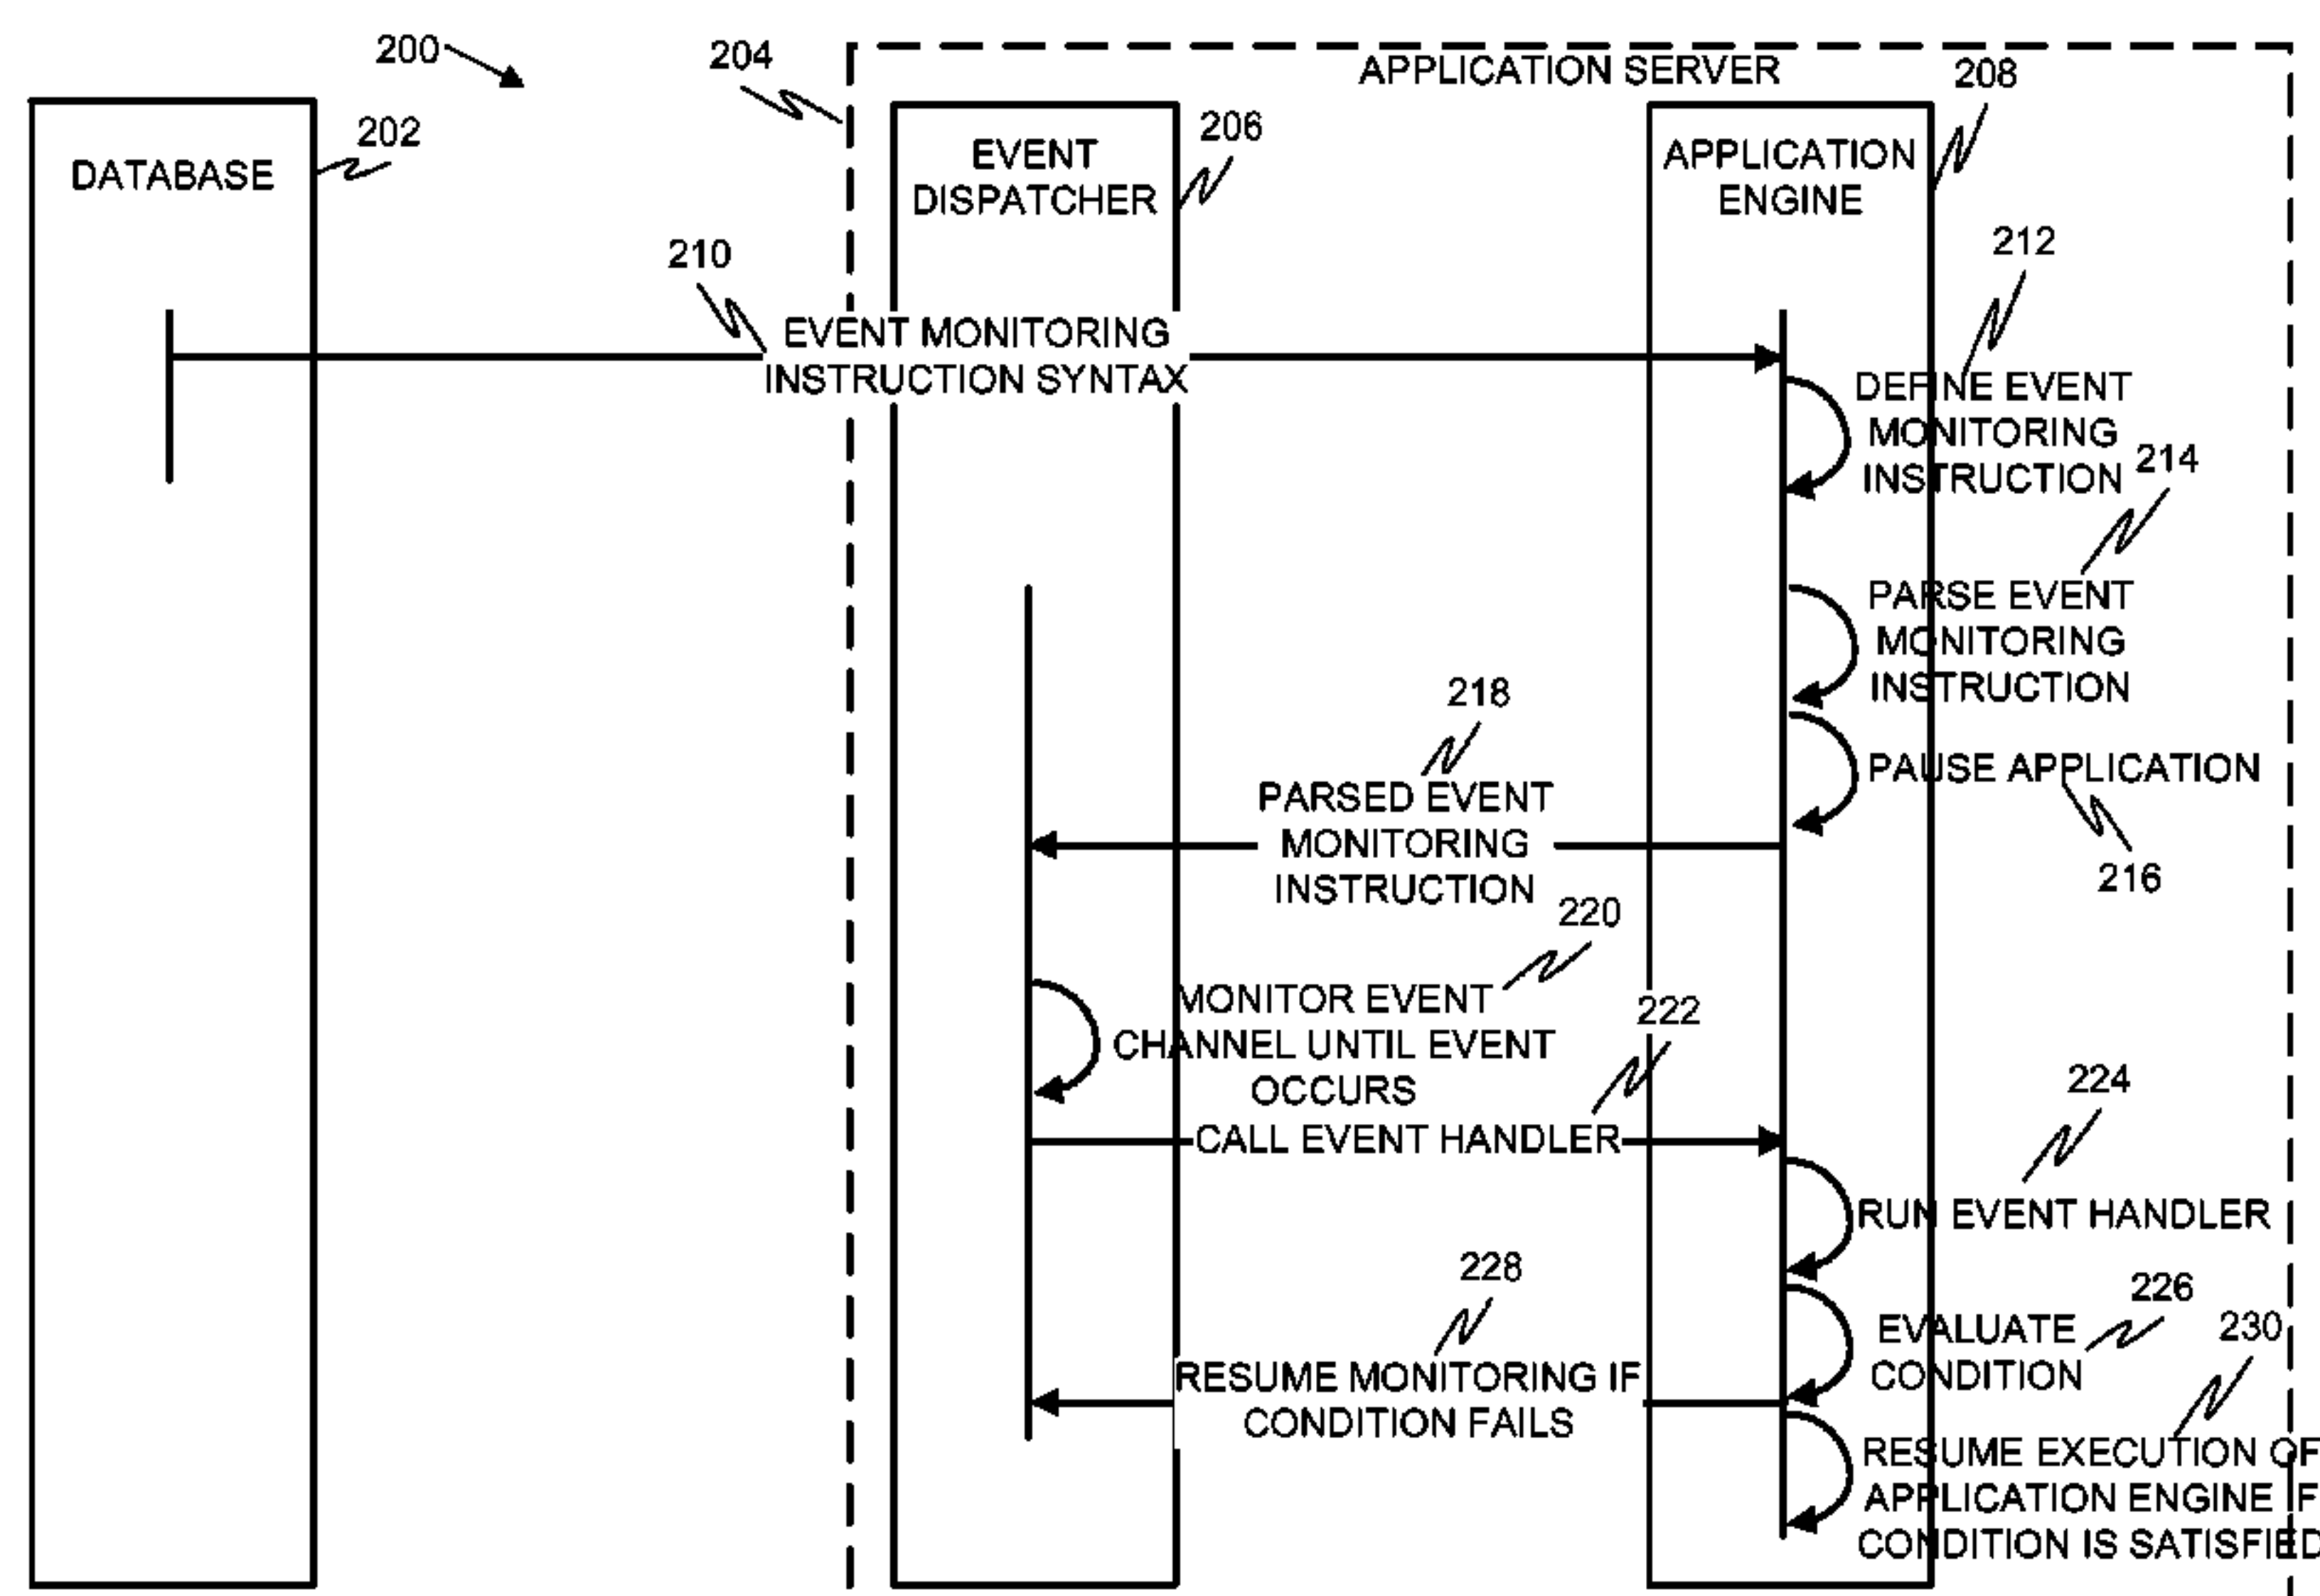 200
204
APPLICATION SERVER
208
202
206
DATABASE
EVENT
DISPATCHER
APPLICATION
ENGINE
210
212
EVENT MONITORING
INSTRUCTION SYNTAX
DEFINE EVENT
MONITORING
INSTRUCTION
214
PARSE EVENT
MONITORING
INSTRUCTION
218
PAUSE APPLICATION
216
PARSED EVENT
MONITORING
INSTRUCTION
220
MONITOR EVENT
CHANNEL UNTIL EVENT
OCCURS
222
CALL EVENT HANDLER
224
RUN EVENT HANDLER
228
226
EVALUATE
CONDITION
230
RESUME MONITORING IF
CONDITION FAILS
RESUME EXECUTION OF
APPLICATION ENGINE IF
CONDITION IS SATISFIED